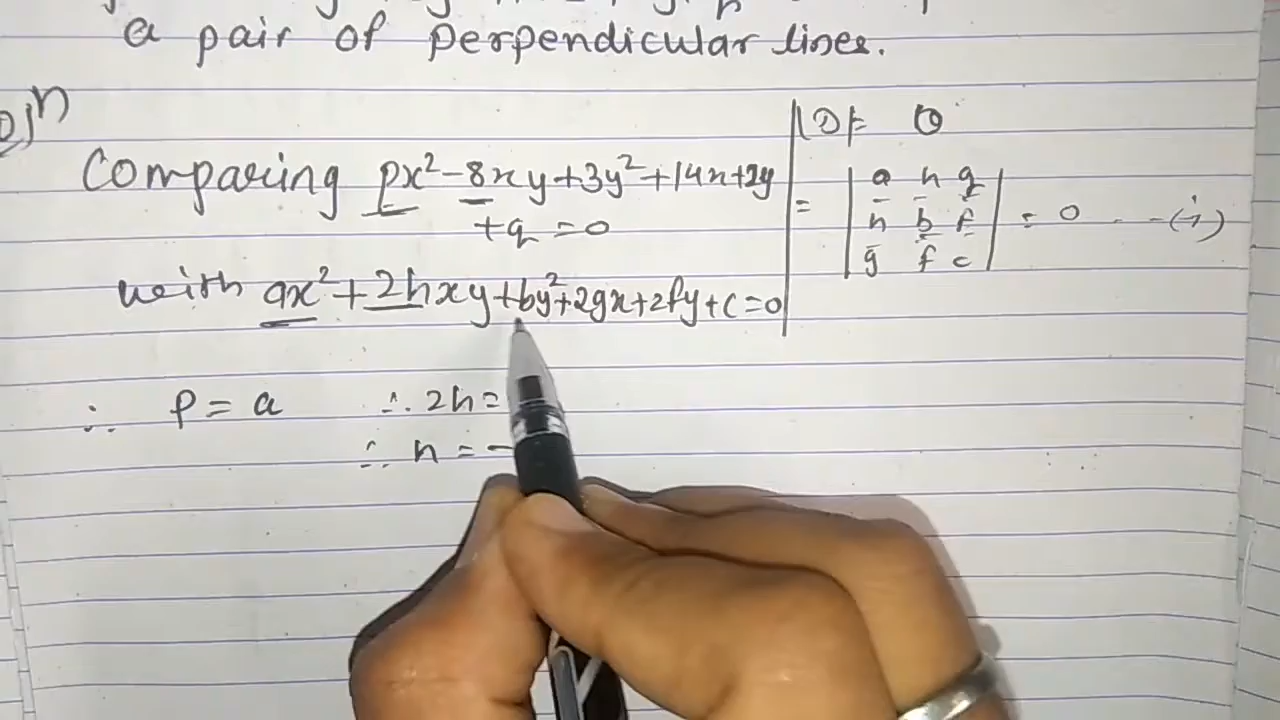 a pair of perpendicular lines.
Comparing px²-8xy+3y²+14x+2y
+q=0
with ax²+2hxy+by²+2gx+2fy+c=0
∴ p = a ∴ 2h=
∴ h = -
|D|= 0
= | a h g
h b f
g f c | = 0 - - -(i)